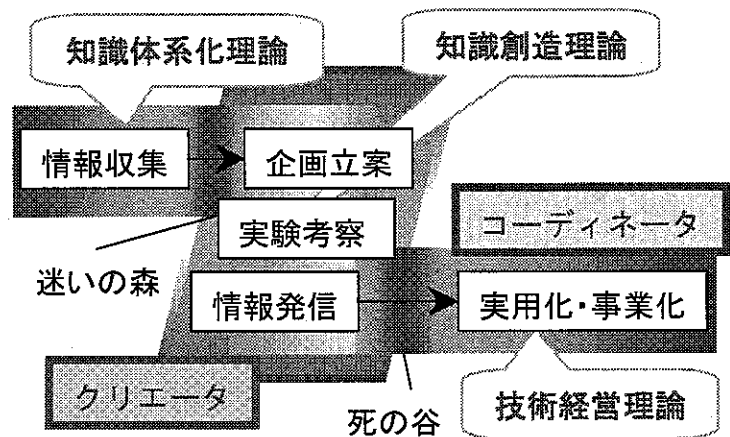 知識体系化理論
知識創造理論
情報収集
企画立案
実験考察
コーディネータ
迷いの森
情報発信
実用化・事業化
クリエータ
死の谷
技術経営理論